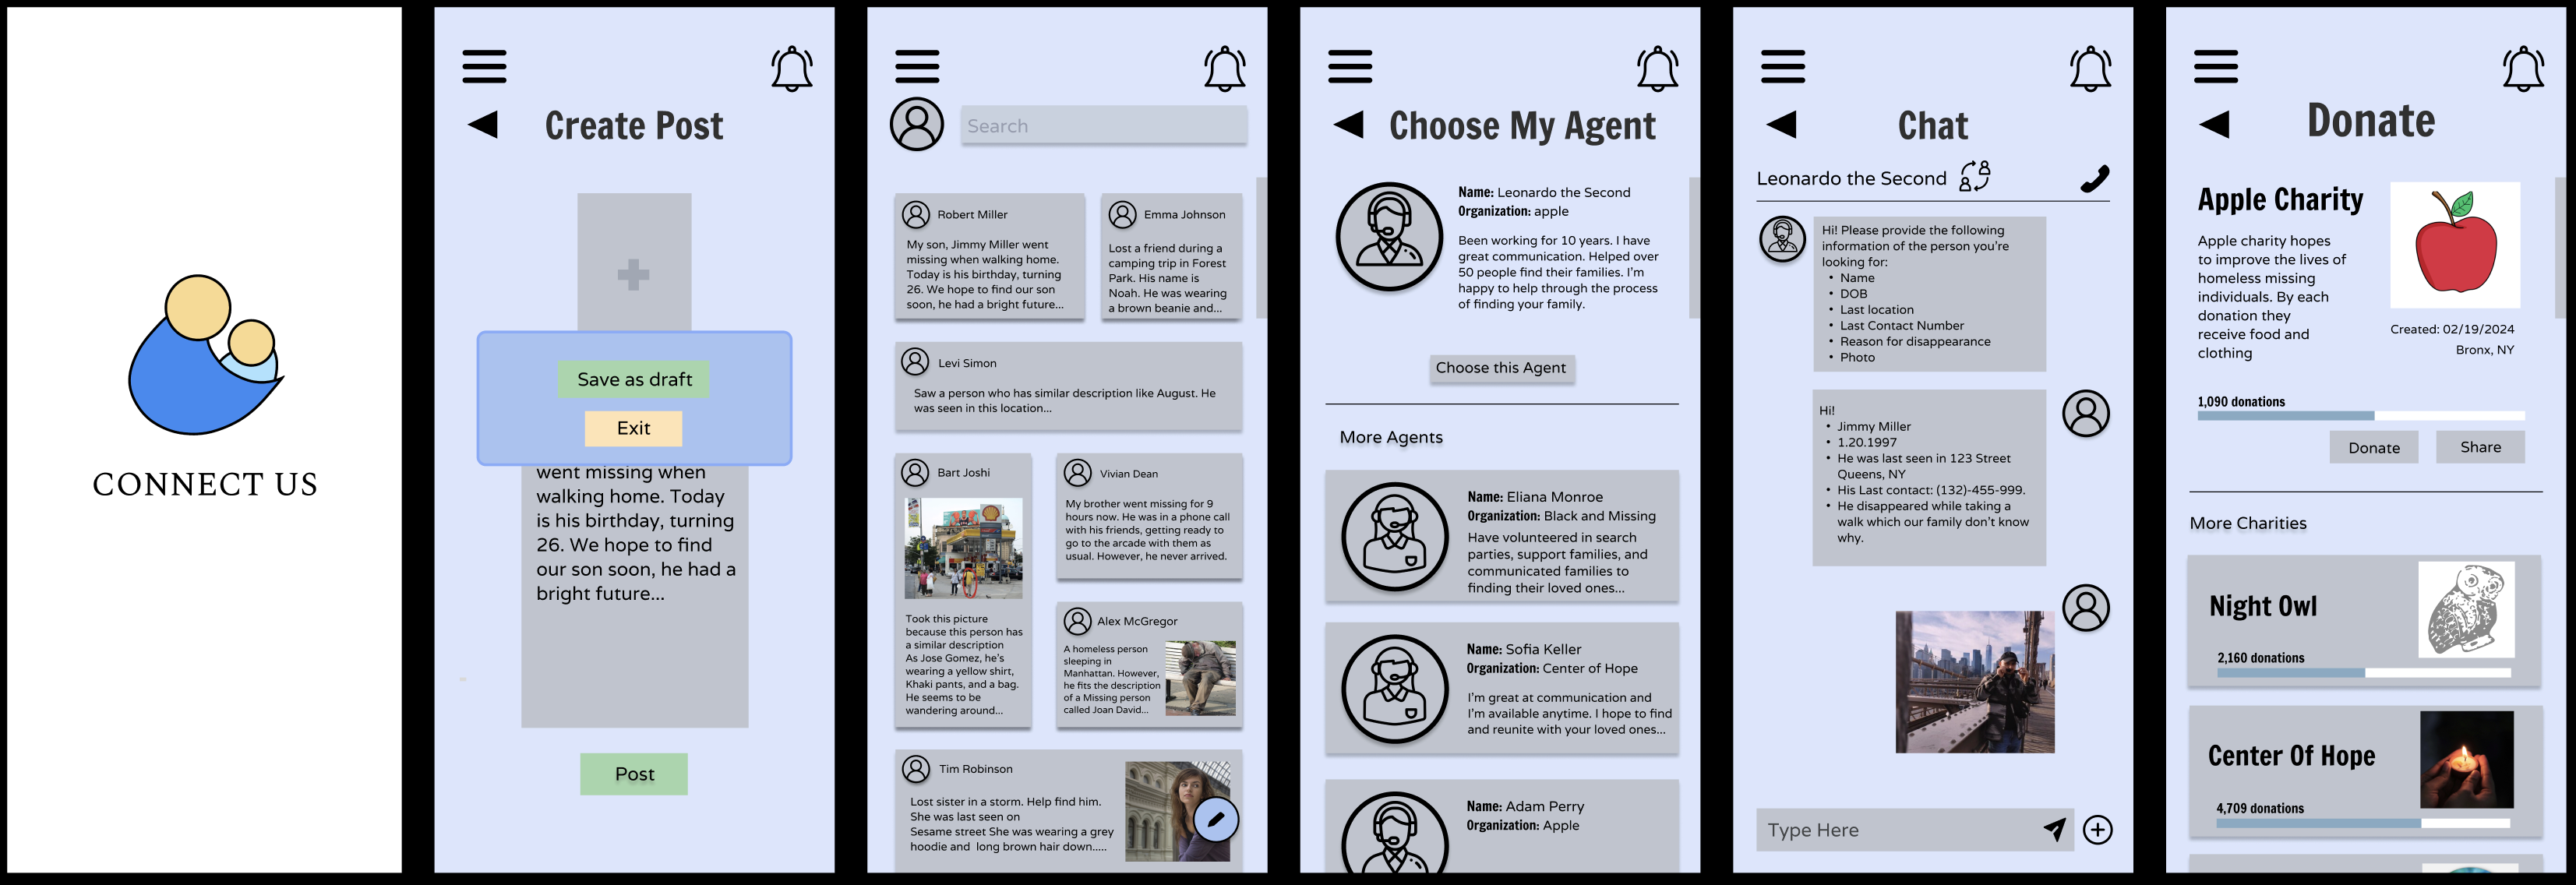 CONNECT US
Create Post
Save as draft
Exit
went missing when
walking home. Today
is his birthday, turning
26. We hope to find
our son soon, he had a
bright future...
Post
Search
Robert Miller
My son, Jimmy Miller went
missing when walking home.
Today is his birthday, turning
26. We hope to find our son
soon, he had a bright future...
Emma Johnson
Lost a friend during a
camping trip in Forest
Park. His name is
Noah. He was wearing
a brown beanie and...
Levi Simon
Saw a person who has similar description like August. He
was seen in this location...
Bart Joshi
Took this picture
because this person has
a similar description
As Jose Gomez, he's
wearing a yellow shirt,
Khaki pants, and a bag.
He seems to be
wandering around...
Vivian Dean
My brother went missing for 9
hours now. He was in a phone call
with his friends, getting ready to
go to the arcade with them as
usual. However, he never arrived.
Alex McGregor
A homeless person
sleeping in
Manhattan. However,
he fits the description
of a Missing person
called Joan David...
Tim Robinson
Lost sister in a storm. Help find him.
She was last seen on
Sesame street She was wearing a grey
hoodie and long brown hair down.....
Choose My Agent
Name: Leonardo the Second
Organization: apple
Been working for 10 years. I have
great communication. Helped over
50 people find their families. I'm
happy to help through the process
of finding your family.
Choose this Agent
More Agents
Name: Eliana Monroe
Organization: Black and Missing
Have volunteered in search
parties, support families, and
communicated families to
finding their loved ones...
Name: Sofia Keller
Organization: Center of Hope
I'm great at communication and
I'm available anytime. I hope to find
and reunite with your loved ones...
Name: Adam Perry
Organization: Apple
Chat
Leonardo the Second
Hi! Please provide the following
information of the person you're
looking for:
• Name
• DOB
• Last location
• Last Contact Number
• Reason for disappearance
• Photo
Hi!
• Jimmy Miller
• 1.20.1997
• He was last seen in 123 Street
Queens, NY
• His Last contact: (132)-455-999.
• He disappeared while taking a
walk which our family don't know
why.
Type Here
Donate
Apple Charity
Apple charity hopes
to improve the lives of
homeless missing
individuals. By each
donation they
receive food and
clothing
Created: 02/19/2024
Bronx, NY
1,090 donations
Donate
Share
More Charities
Night Owl
2,160 donations
Center Of Hope
4,709 donations